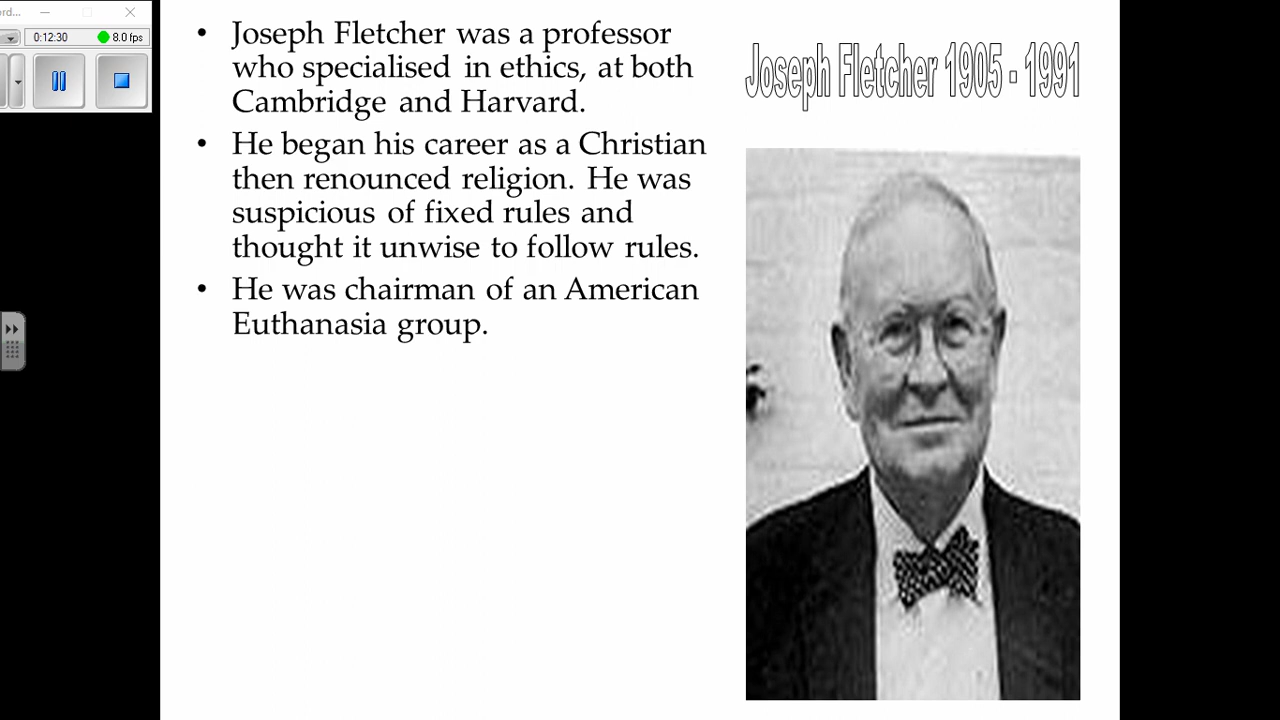 rd...
0:12:30 8.0 fps
• Joseph Fletcher was a professor
who specialised in ethics, at both
Cambridge and Harvard.
• He began his career as a Christian
then renounced religion. He was
suspicious of fixed rules and
thought it unwise to follow rules.
• He was chairman of an American
Euthanasia group.
Joseph Fletcher 1905 - 1991